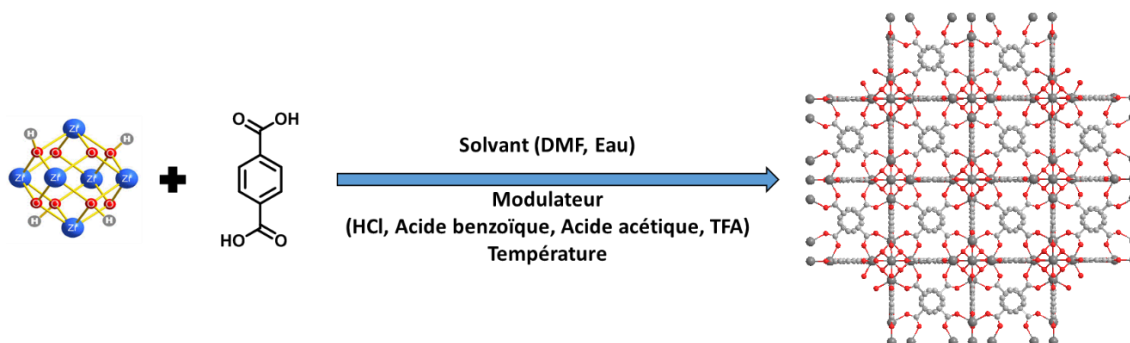 Zr
H
H
O
O
O
O
Zr
Zr
Zr
Zr
O
O
O
O
H
H
Zr
O
OH
HO
O
Solvant (DMF, Eau)
Modulateur
(HCl, Acide benzoïque, Acide acétique, TFA)
Température